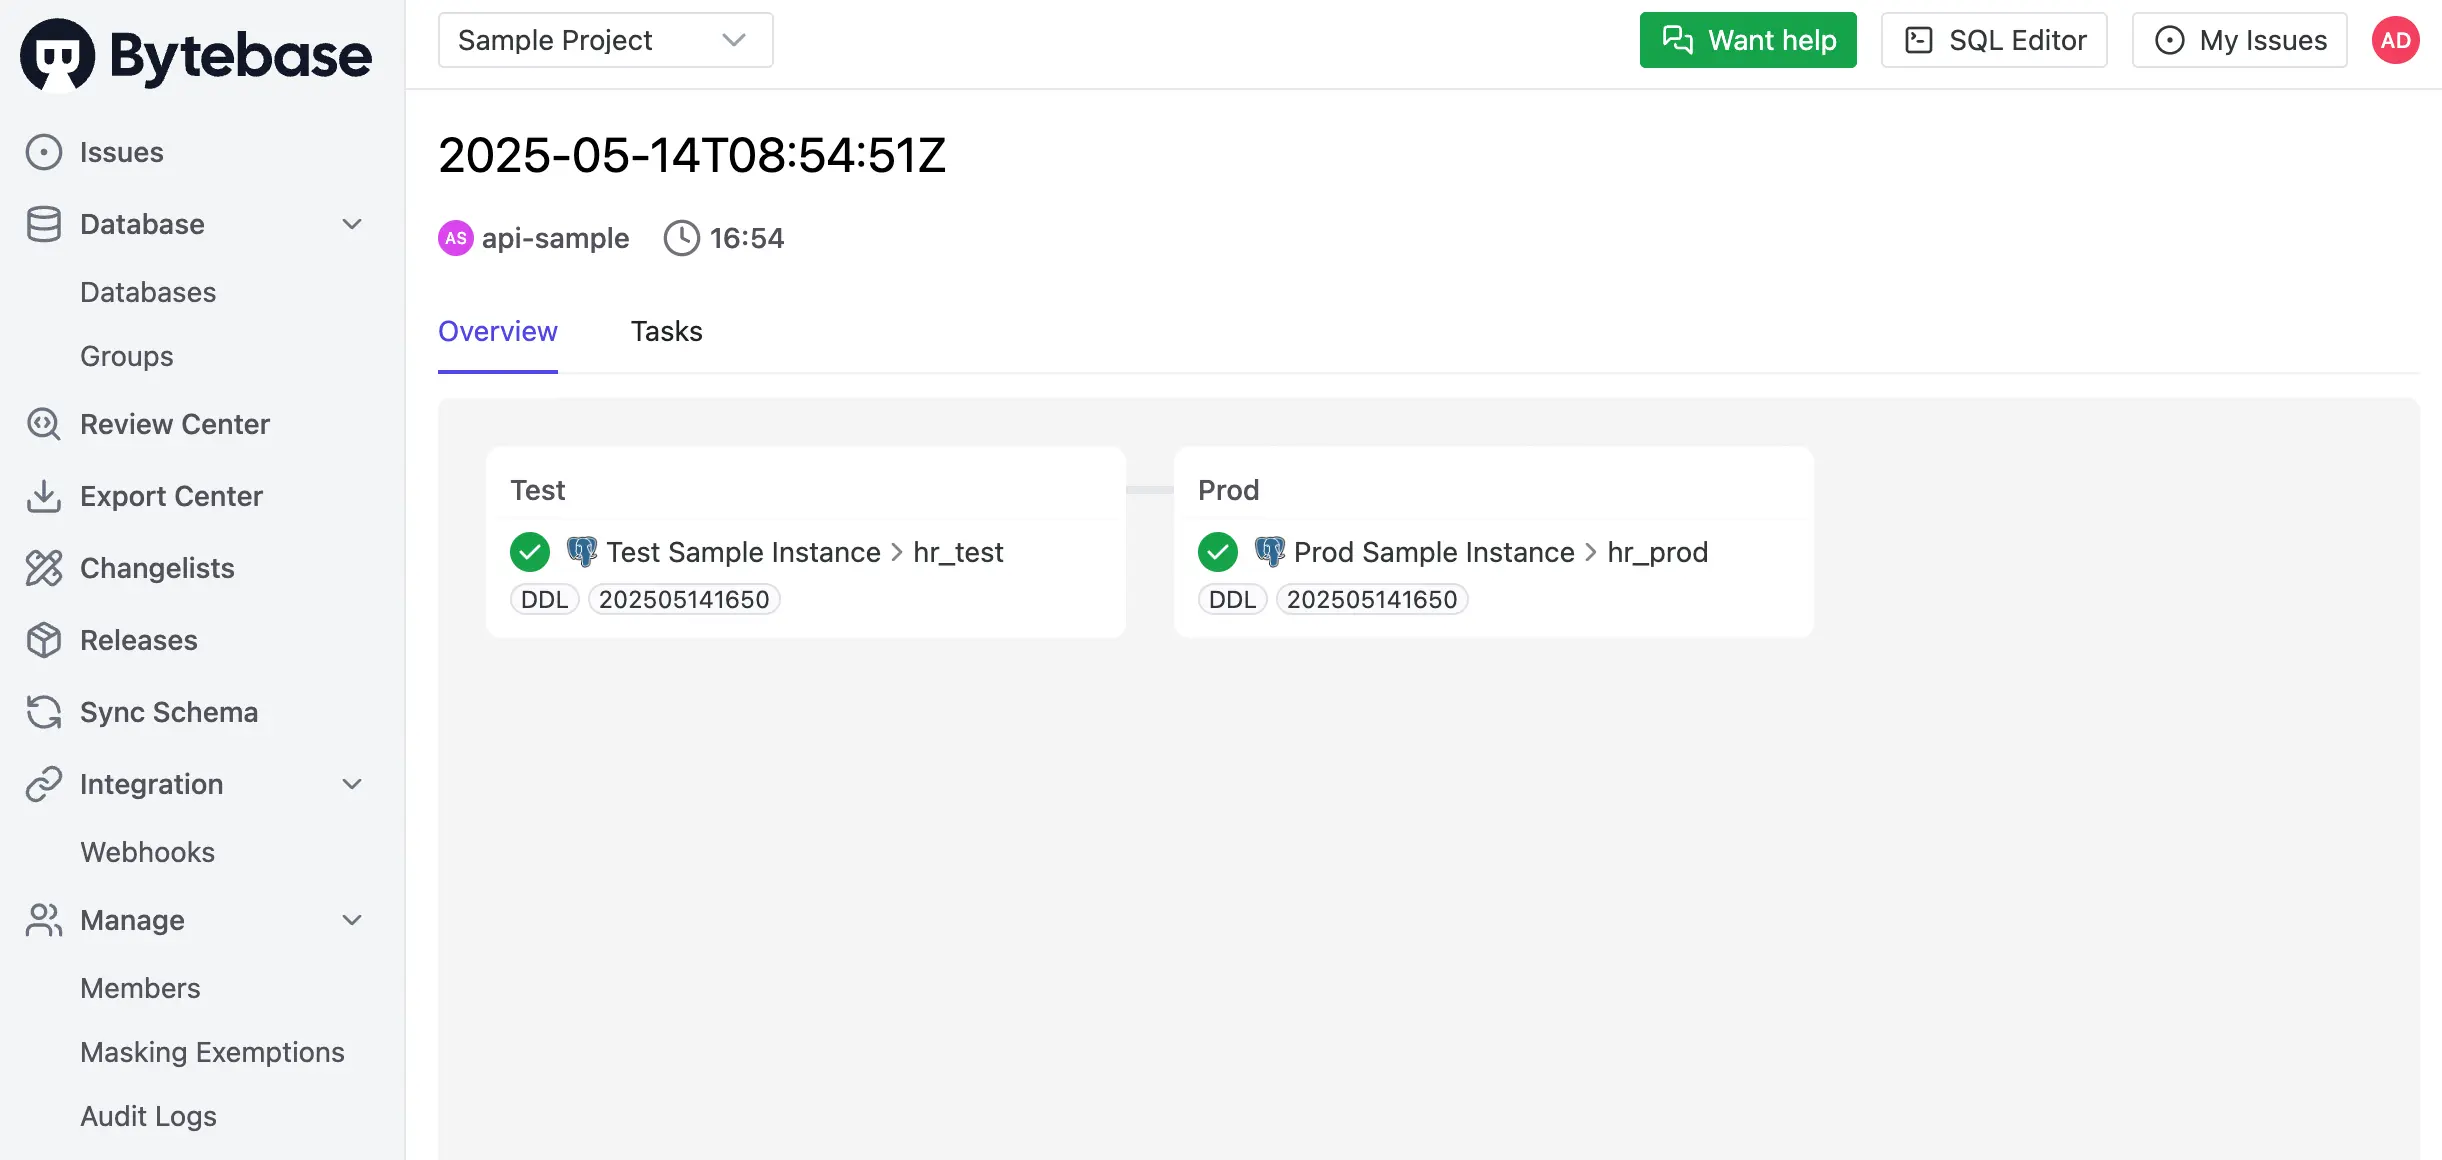 Bytebase
Issues
Database
Databases
Groups
Review Center
Export Center
Changelists
Releases
Sync Schema
Integration
Webhooks
Manage
Members
Masking Exemptions
Audit Logs
Sample Project
Want help
SQL Editor
My Issues
AD
2025-05-14T08:54:51Z
AS api-sample 16:54
Overview Tasks
Test
Test Sample Instance > hr_test
DDL 202505141650
Prod
Prod Sample Instance > hr_prod
DDL 202505141650